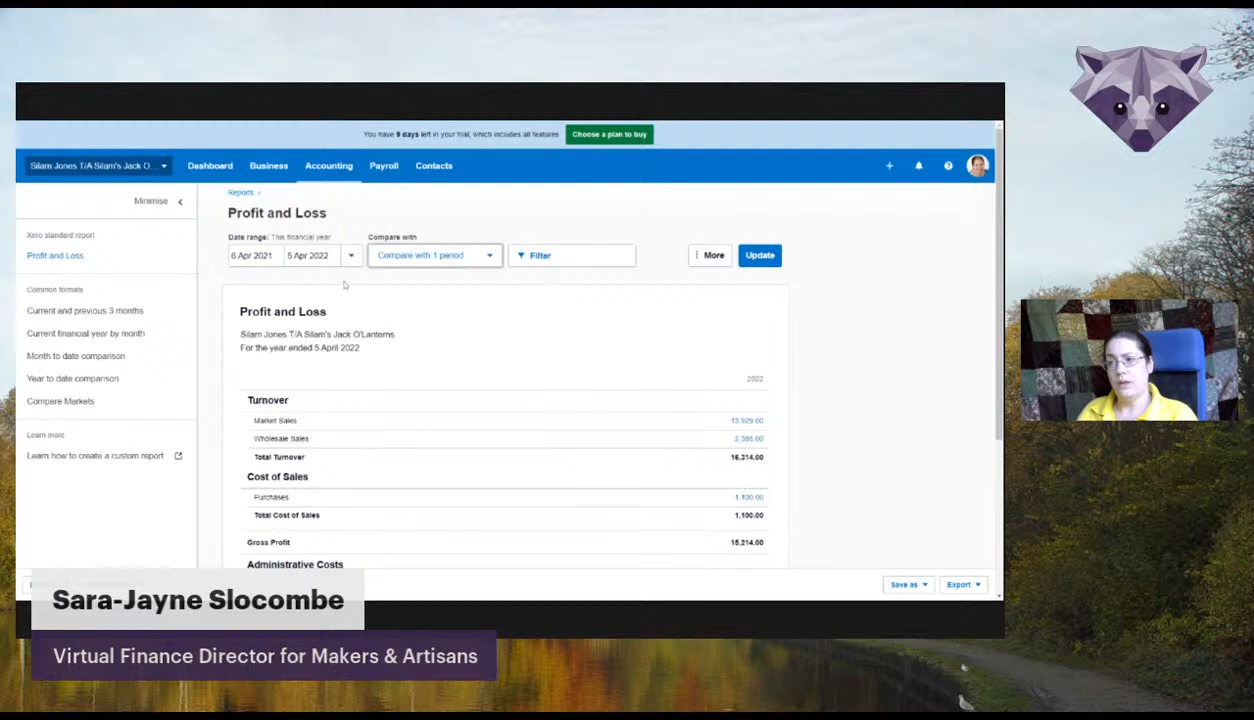 You have 9 days left in your trial, which includes all features
Choose a plan to buy
Silam Jones T/A Silam's Jack O...
Dashboard
Business
Accounting
Payroll
Contacts
Minimise
Xero standard report
Profit and Loss
Common formats
Current and previous 3 months
Current financial year by month
Month to date comparison
Year to date comparison
Compare Markets
Learn more
Learn how to create a custom report
Reports
Profit and Loss
Date range: This financial year
Compare with
6 Apr 2021
5 Apr 2022
Compare with 1 period
Filter
More
Update
Profit and Loss
Silam Jones T/A Silam's Jack O'Lanterns
For the year ended 5 April 2022
2022
Turnover
Market Sales 13,929.00
Wholesale Sales 2,385.00
Total Turnover 16,314.00
Cost of Sales
Purchases 1,100.00
Total Cost of Sales 1,100.00
Gross Profit 15,214.00
Administrative Costs
Save as
Export
Sara-Jayne Slocombe
Virtual Finance Director for Makers & Artisans